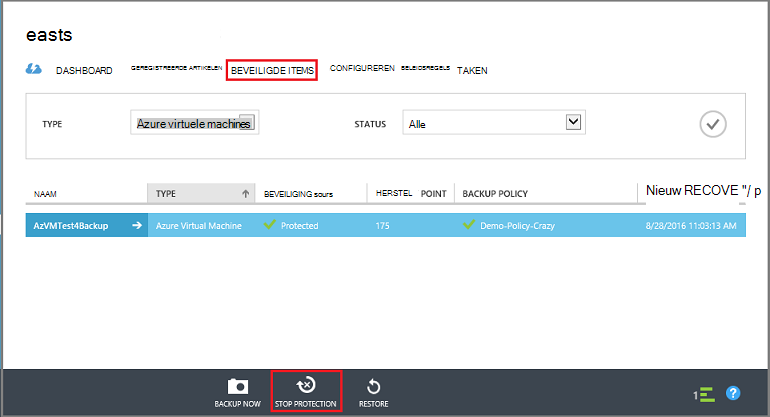 easts
DASHBOARD GEREGISTREERDE ARTIKELEN BEVEILIGDE ITEMS CONFIGUREREN BELEIDSREGELS TAKEN
TYPE Azure virtuele machines STATUS Alle
NAAM TYPE BEVEILIGING sours HERSTEL POINT BACKUP POLICY Nieuw RECOVE "/ p
AzVMTest4Backup Azure Virtual Machine Protected 175 Demo-Policy-Crazy 8/28/2016 11:03:13 AM
BACKUP NOW STOP PROTECTION RESTORE 1 ?